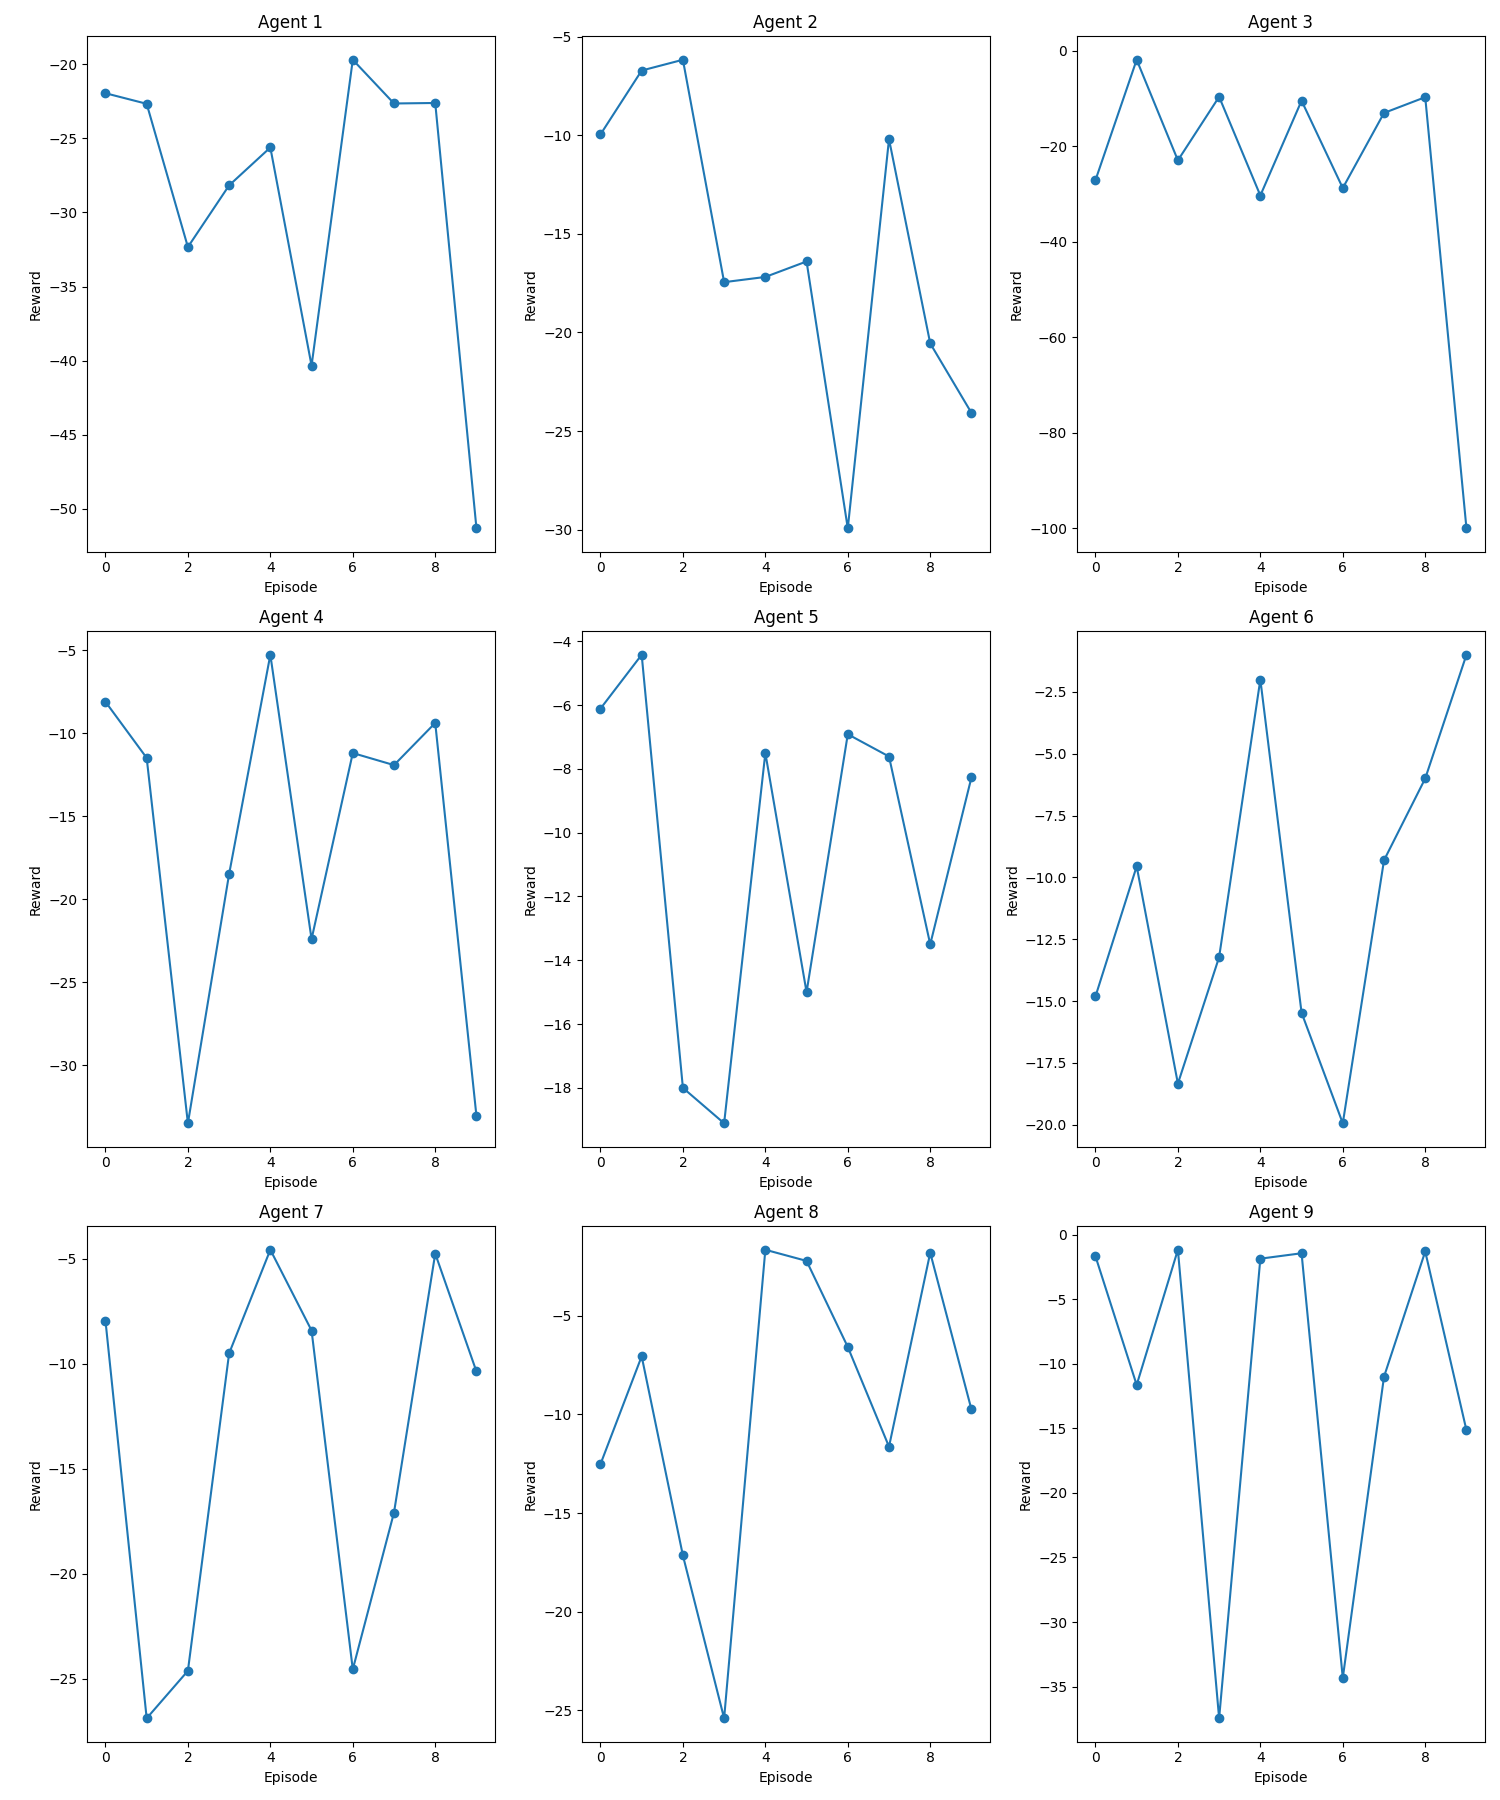 Agent 1
−20
−25
−30
−35
−40
−45
−50
Reward
0 2 4 6 8
Episode
Agent 2
−5
−10
−15
−20
−25
−30
Reward
0 2 4 6 8
Episode
Agent 3
0
−20
−40
−60
−80
−100
Reward
0 2 4 6 8
Episode
Agent 4
−5
−10
−15
−20
−25
−30
Reward
0 2 4 6 8
Episode
Agent 5
−4
−6
−8
−10
−12
−14
−16
−18
Reward
0 2 4 6 8
Episode
Agent 6
−2.5
−5.0
−7.5
−10.0
−12.5
−15.0
−17.5
−20.0
Reward
0 2 4 6 8
Episode
Agent 7
−5
−10
−15
−20
−25
Reward
0 2 4 6 8
Episode
Agent 8
−5
−10
−15
−20
−25
Reward
0 2 4 6 8
Episode
Agent 9
0
−5
−10
−15
−20
−25
−30
−35
Reward
0 2 4 6 8
Episode